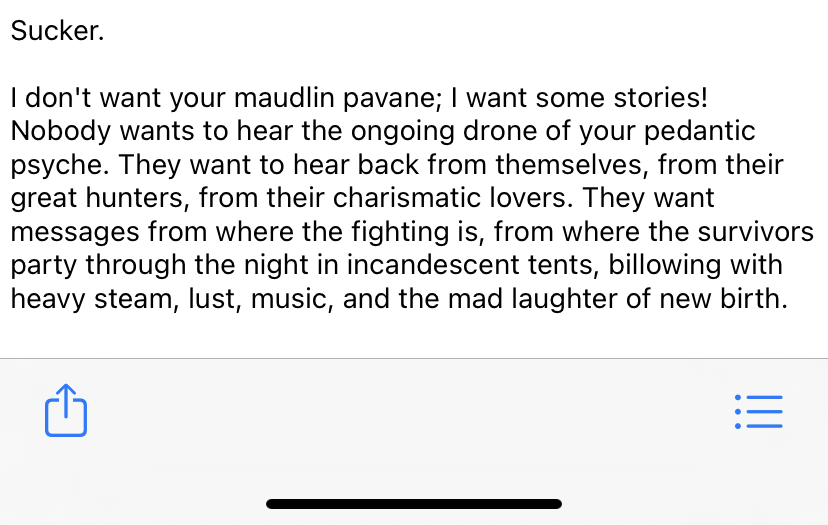 Sucker.
I don't want your maudlin pavane; I want some stories!
Nobody wants to hear the ongoing drone of your pedantic
psyche. They want to hear back from themselves, from their
great hunters, from their charismatic lovers. They want
messages from where the fighting is, from where the survivors
party through the night in incandescent tents, billowing with
heavy steam, lust, music, and the mad laughter of new birth.